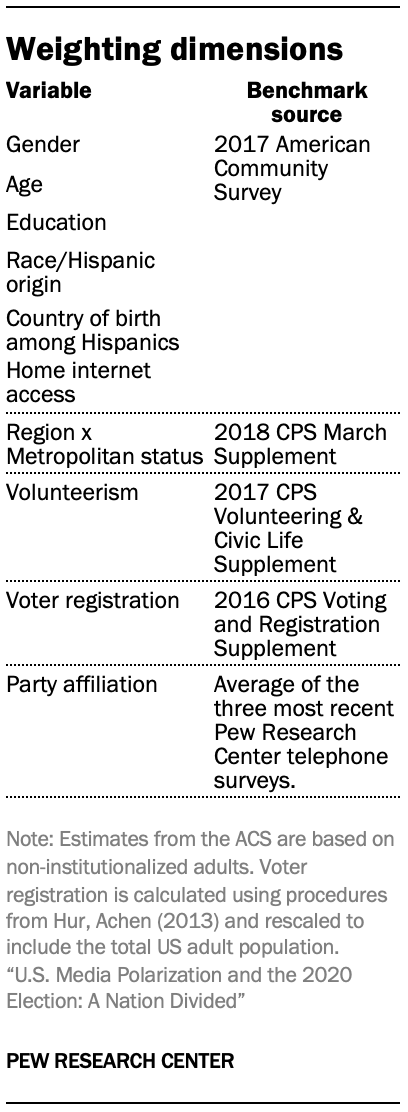 Weighting dimensions
Variable
Benchmark
source
Gender
2017 American
Community
Survey
Age
Education
Race/Hispanic
origin
Country of birth
among Hispanics
Home internet
access
Region x
Metropolitan status
2018 CPS March
Supplement
Volunteerism
2017 CPS
Volunteering &
Civic Life
Supplement
Voter registration
2016 CPS Voting
and Registration
Supplement
Party affiliation
Average of the
three most recent
Pew Research
Center telephone
surveys.
Note: Estimates from the ACS are based on
non-institutionalized adults. Voter
registration is calculated using procedures
from Hur, Achen (2013) and rescaled to
include the total US adult population.
“U.S. Media Polarization and the 2020
Election: A Nation Divided”
PEW RESEARCH CENTER